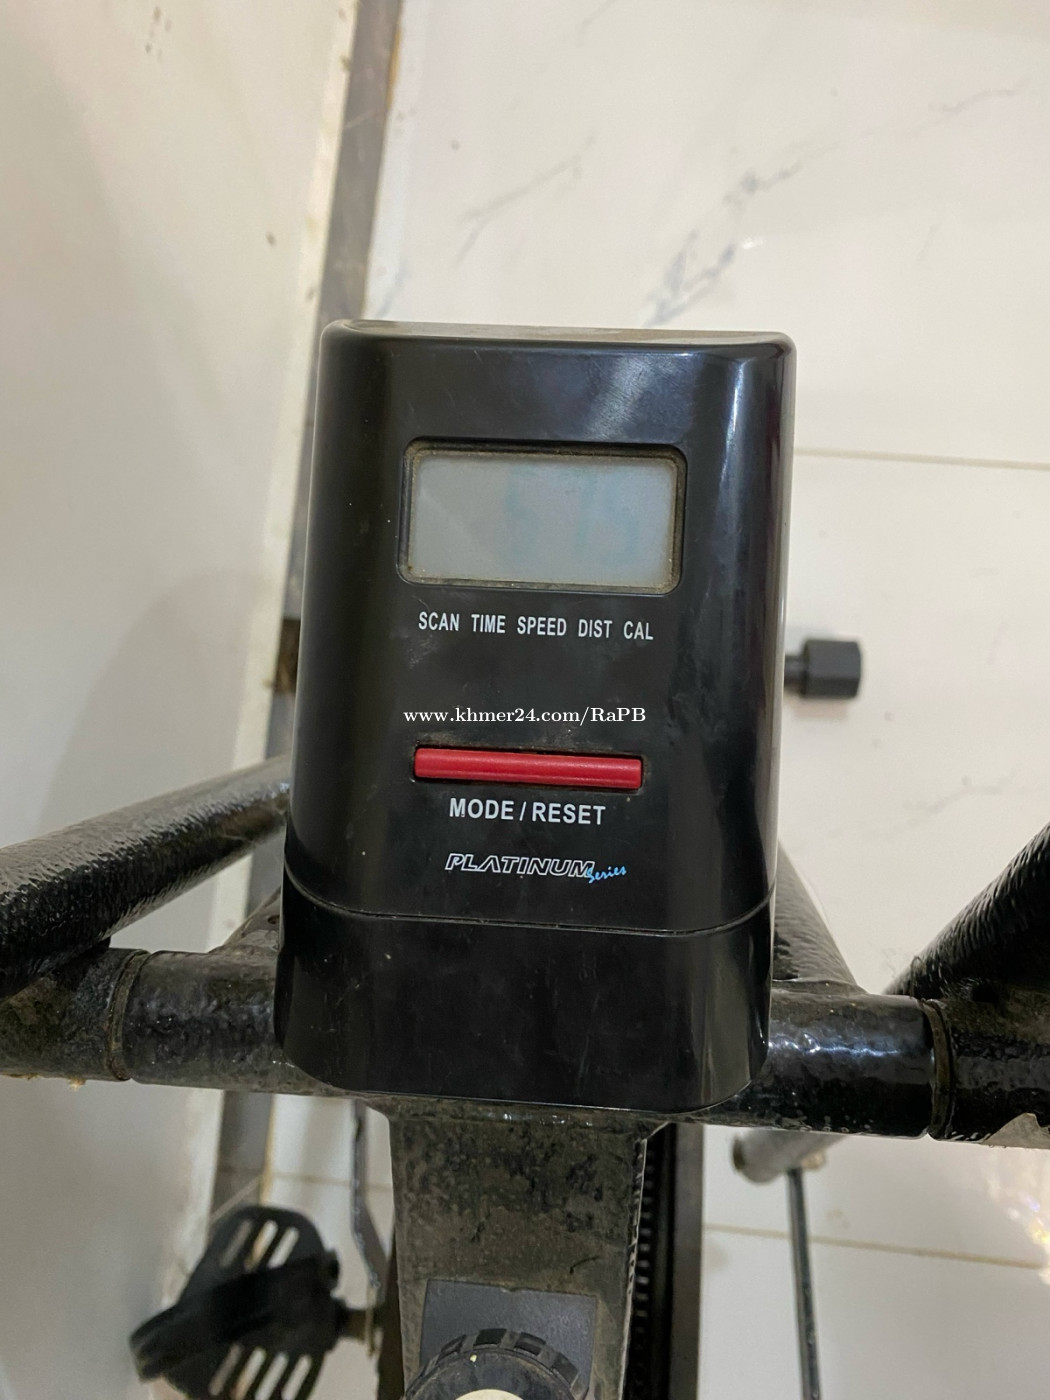 SCAN TIME SPEED DIST CAL
www.khmer24.com/RaPB
MODE / RESET
PLATINUM Series